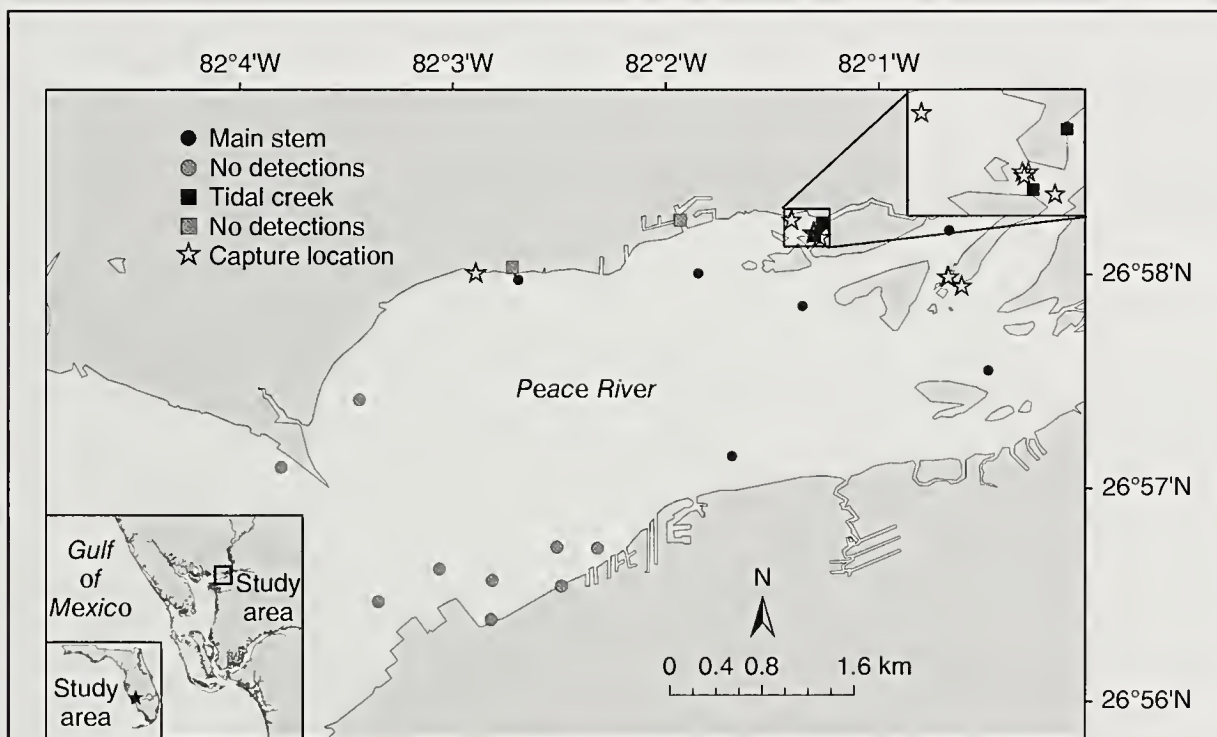 82°4'W 82°3'W 82°2'W 82°1'W
Main stem
No detections
Tidal creek
No detections
Capture location
26°58'N
Peace River
26°57'N
Gulf
of
Mexico
Study
area
Study
area
N
0 0.4 0.8 1.6 km
26°56'N